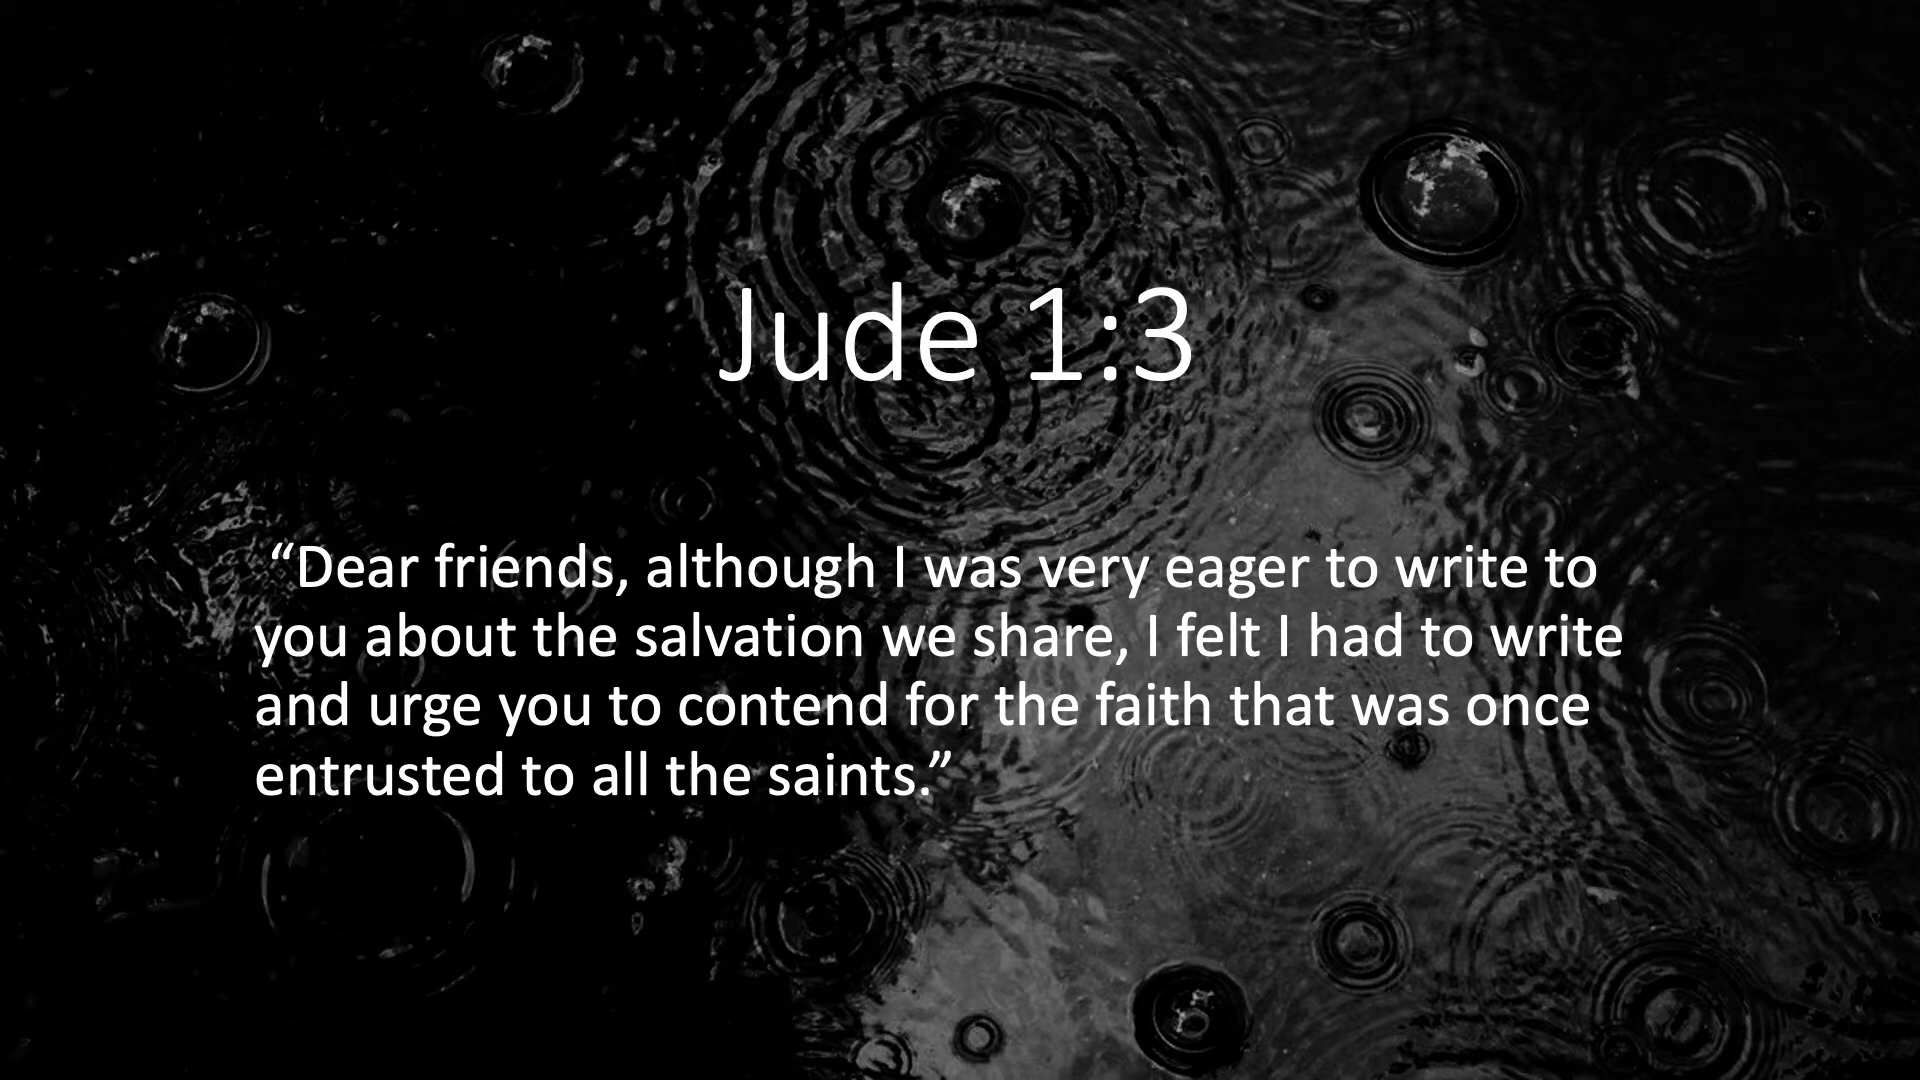 Jude 1:3
“Dear friends, although I was very eager to write to
you about the salvation we share, I felt I had to write
and urge you to contend for the faith that was once
entrusted to all the saints.”